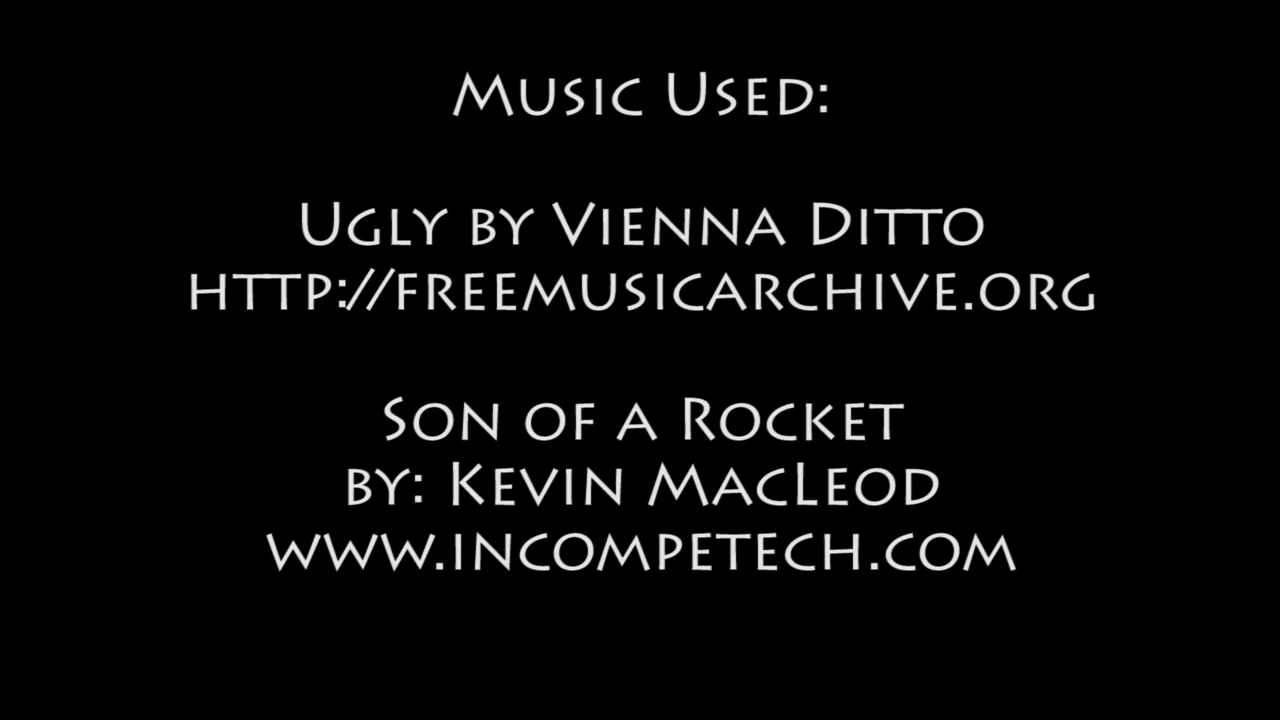 Music Used:
Ugly by Vienna Ditto
http://freemusicarchive.org
Son of a Rocket
by: Kevin MacLeod
www.incompetech.com